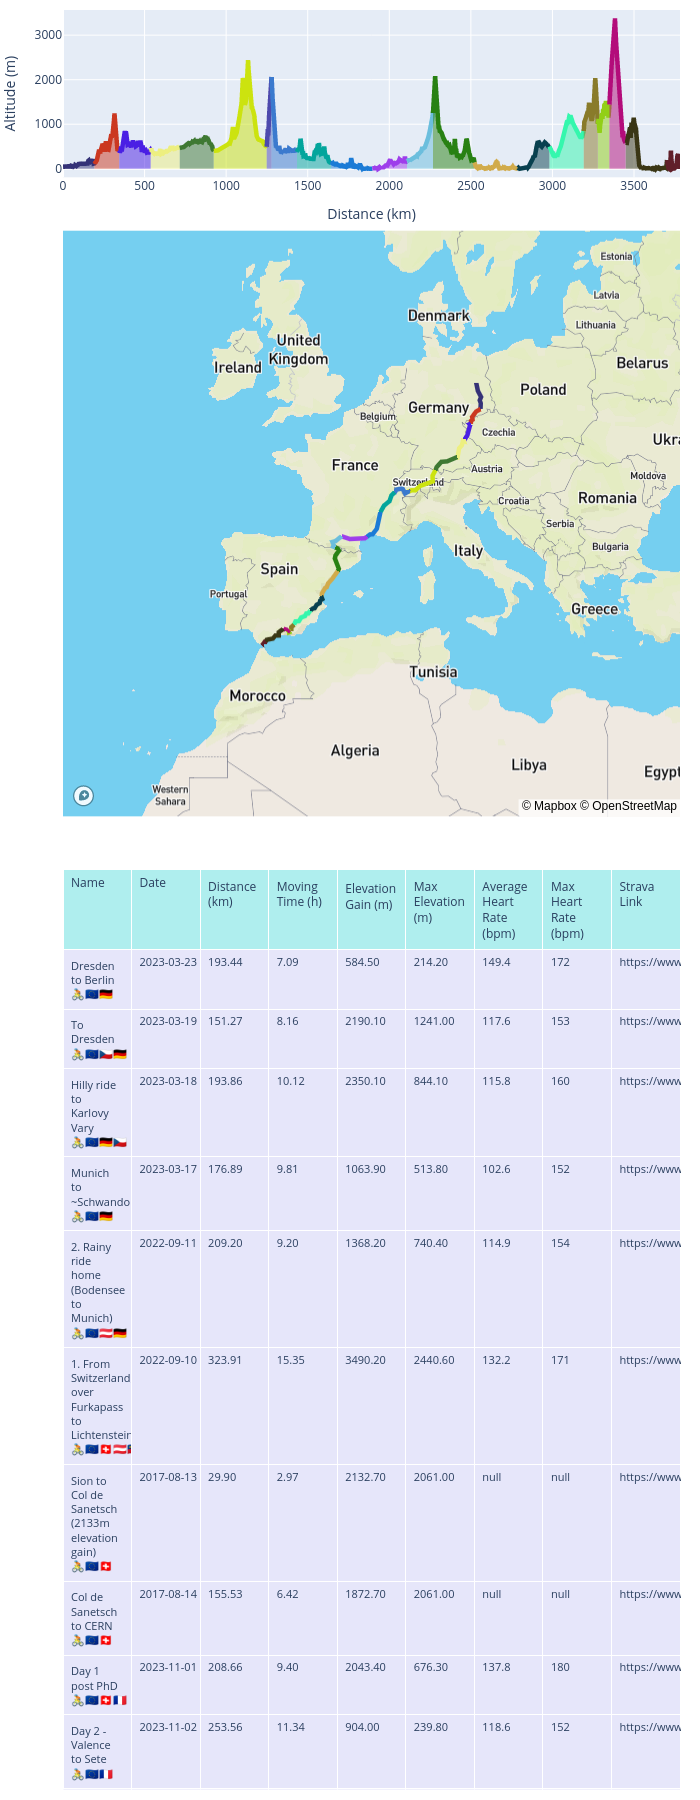 3000
2000
1000
0
Altitude (m)
0 500 1000 1500 2000 2500 3000 3500
Distance (km)
Estonia
Latvia
Denmark
Lithuania
United
Kingdom
Ireland
Belarus
Poland
Germany
Belgium
Ukra
Czechia
France
Austria
Moldova
Switzerland
Romania
Croatia
Serbia
Bulgaria
Italy
Spain
Portugal
Greece
Tunisia
Morocco
Algeria
Libya
Egypt
Western
Sahara
© Mapbox © OpenStreetMap
Name Date Distance (km) Moving Time (h) Elevation Gain (m) Max Elevation (m) Average Heart Rate (bpm) Max Heart Rate (bpm) Strava Link
Dresden to Berlin 🚴🇪🇺🇩🇪 2023-03-23 193.44 7.09 584.50 214.20 149.4 172 https://www
To Dresden 🚴🇪🇺🇨🇿🇩🇪 2023-03-19 151.27 8.16 2190.10 1241.00 117.6 153 https://www
Hilly ride to Karlovy Vary 🚴🇪🇺🇩🇪🇨🇿 2023-03-18 193.86 10.12 2350.10 844.10 115.8 160 https://www
Munich to ~Schwando 🚴🇪🇺🇩🇪 2023-03-17 176.89 9.81 1063.90 513.80 102.6 152 https://www
2. Rainy ride home (Bodensee to Munich) 🚴🇪🇺🇦🇹🇩🇪 2022-09-11 209.20 9.20 1368.20 740.40 114.9 154 https://www
1. From Switzerland over Furkapass to Lichtenstein 🚴🇪🇺🇨🇭🇦🇹 2022-09-10 323.91 15.35 3490.20 2440.60 132.2 171 https://www
Sion to Col de Sanetsch (2133m elevation gain) 🚴🇪🇺🇨🇭 2017-08-13 29.90 2.97 2132.70 2061.00 null null https://www
Col de Sanetsch to CERN 🚴🇪🇺🇨🇭 2017-08-14 155.53 6.42 1872.70 2061.00 null null https://www
Day 1 post PhD 🚴🇪🇺🇨🇭🇫🇷 2023-11-01 208.66 9.40 2043.40 676.30 137.8 180 https://www
Day 2 - Valence to Sete 🚴🇪🇺🇫🇷 2023-11-02 253.56 11.34 904.00 239.80 118.6 152 https://www